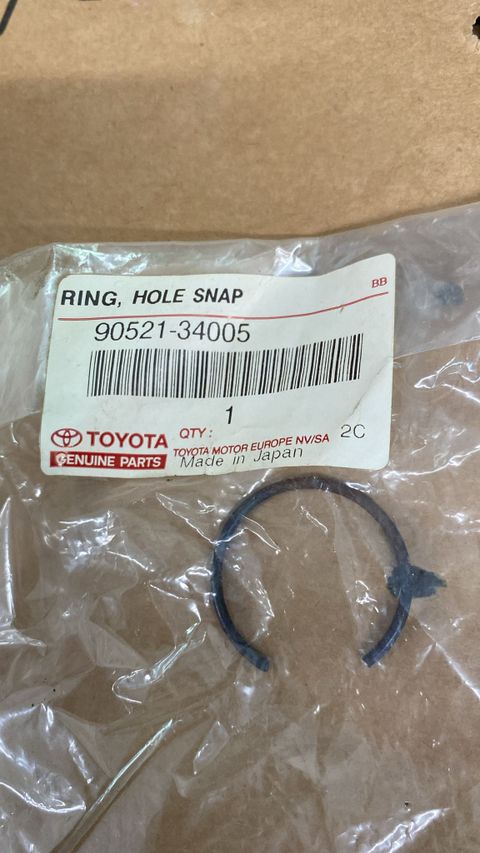 RING, HOLE SNAP
BB
90521-34005
1
TOYOTA
QTY:
2C
GENUINE PARTS
TOYOTA MOTOR EUROPE NV/SA
Made in Japan